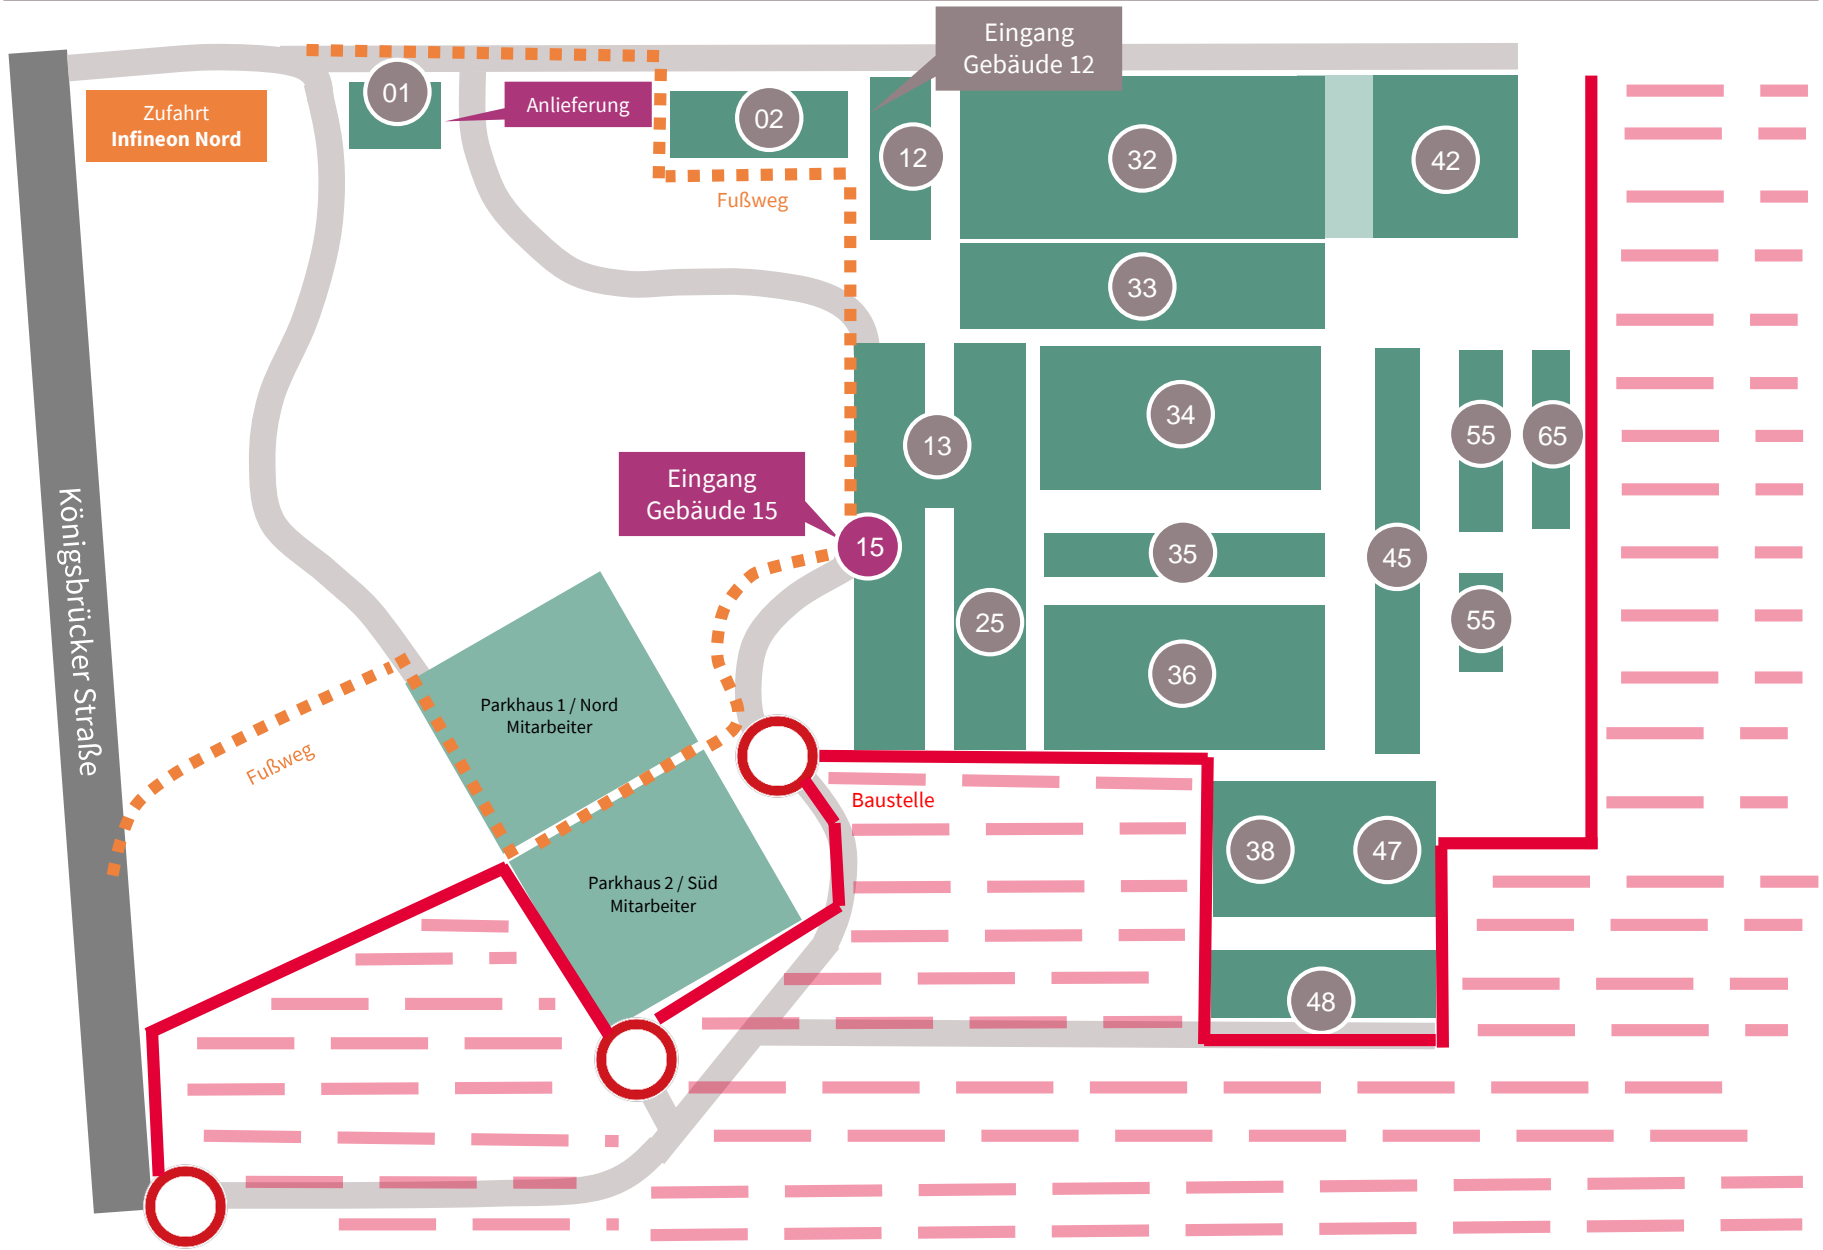 Eingang
Gebäude 12
Zufahrt
Infineon Nord
01
Anlieferung
02
12
32
42
Fußweg
33
34
13
55
65
Eingang
Gebäude 15
15
35
45
25
55
36
Königsbrücker Straße
Parkhaus 1 / Nord
Mitarbeiter
Fußweg
Baustelle
38
47
Parkhaus 2 / Süd
Mitarbeiter
48